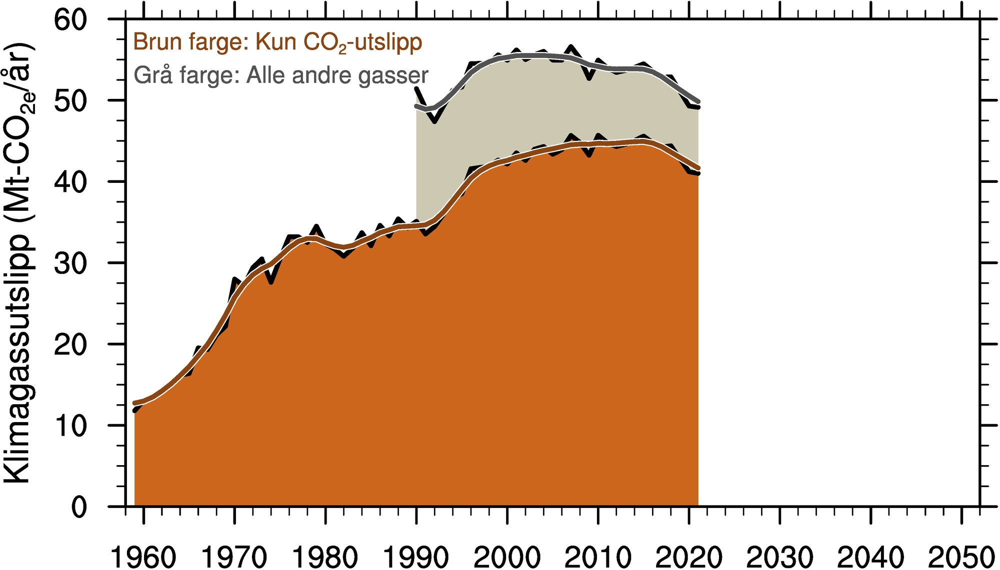 Klimagassutslipp (Mt-CO₂e/år)
60
50
40
30
20
10
0
Brun farge: Kun CO₂-utslipp
Grå farge: Alle andre gasser
1960 1970 1980 1990 2000 2010 2020 2030 2040 2050